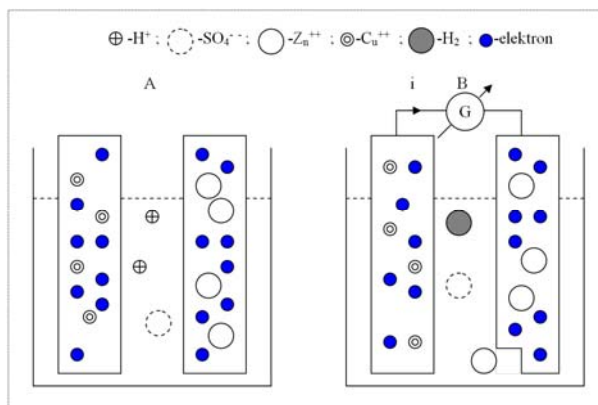 -H⁺ ; -SO₄⁻⁻ ; -Zₙ⁺⁺ ; -Cᵤ⁺⁺ ; -H₂ ; -elektron
A
i B
G